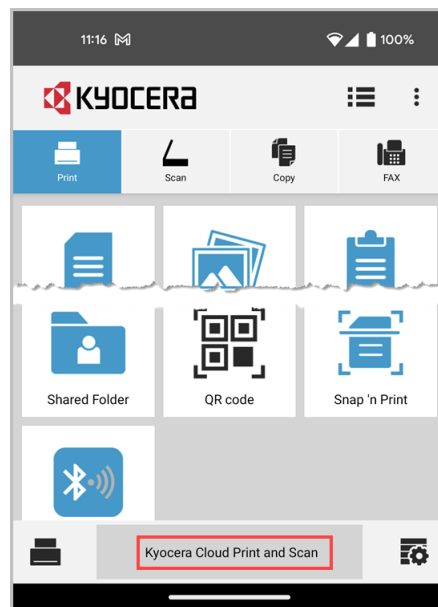 11:16 100%
KYOCERA
Print Scan Copy FAX
Shared Folder QR code Snap 'n Print
Kyocera Cloud Print and Scan